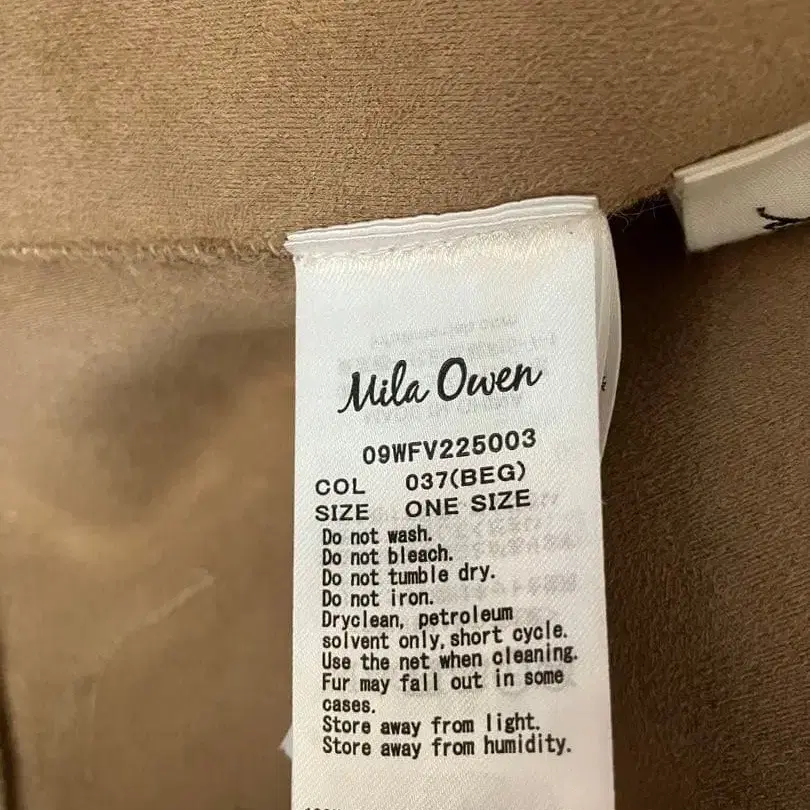 Mila Owen
09WFV225003
COL 037(BEG)
SIZE ONE SIZE
Do not wash.
Do not bleach.
Do not tumble dry.
Do not iron.
Dryclean, petroleum
solvent only, short cycle.
Use the net when cleaning.
Fur may fall out in some
cases.
Store away from light.
Store away from humidity.